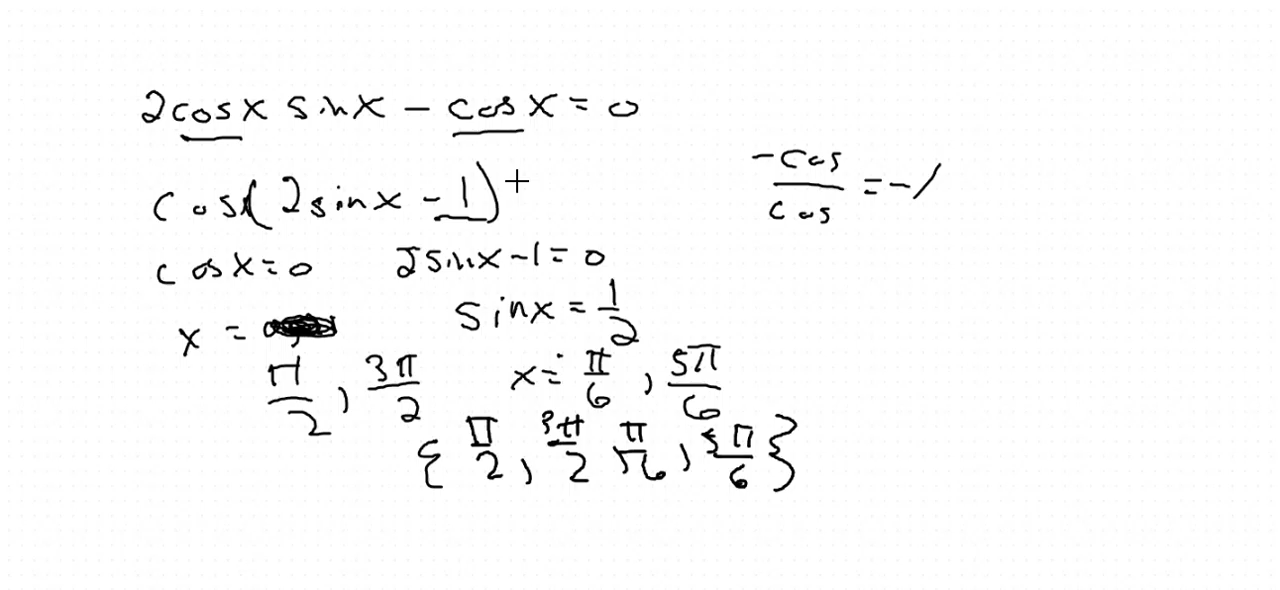 2cosx sinx - cosx = 0
-cos/cos = -1
cosx(2sinx - 1)
cosx = 0 2sinx - 1 = 0
sinx = 1/2
x =
π/2, 3π/2 x = π/6, 5π/6
{π/2, 3π/2 π/6, 5π/6}